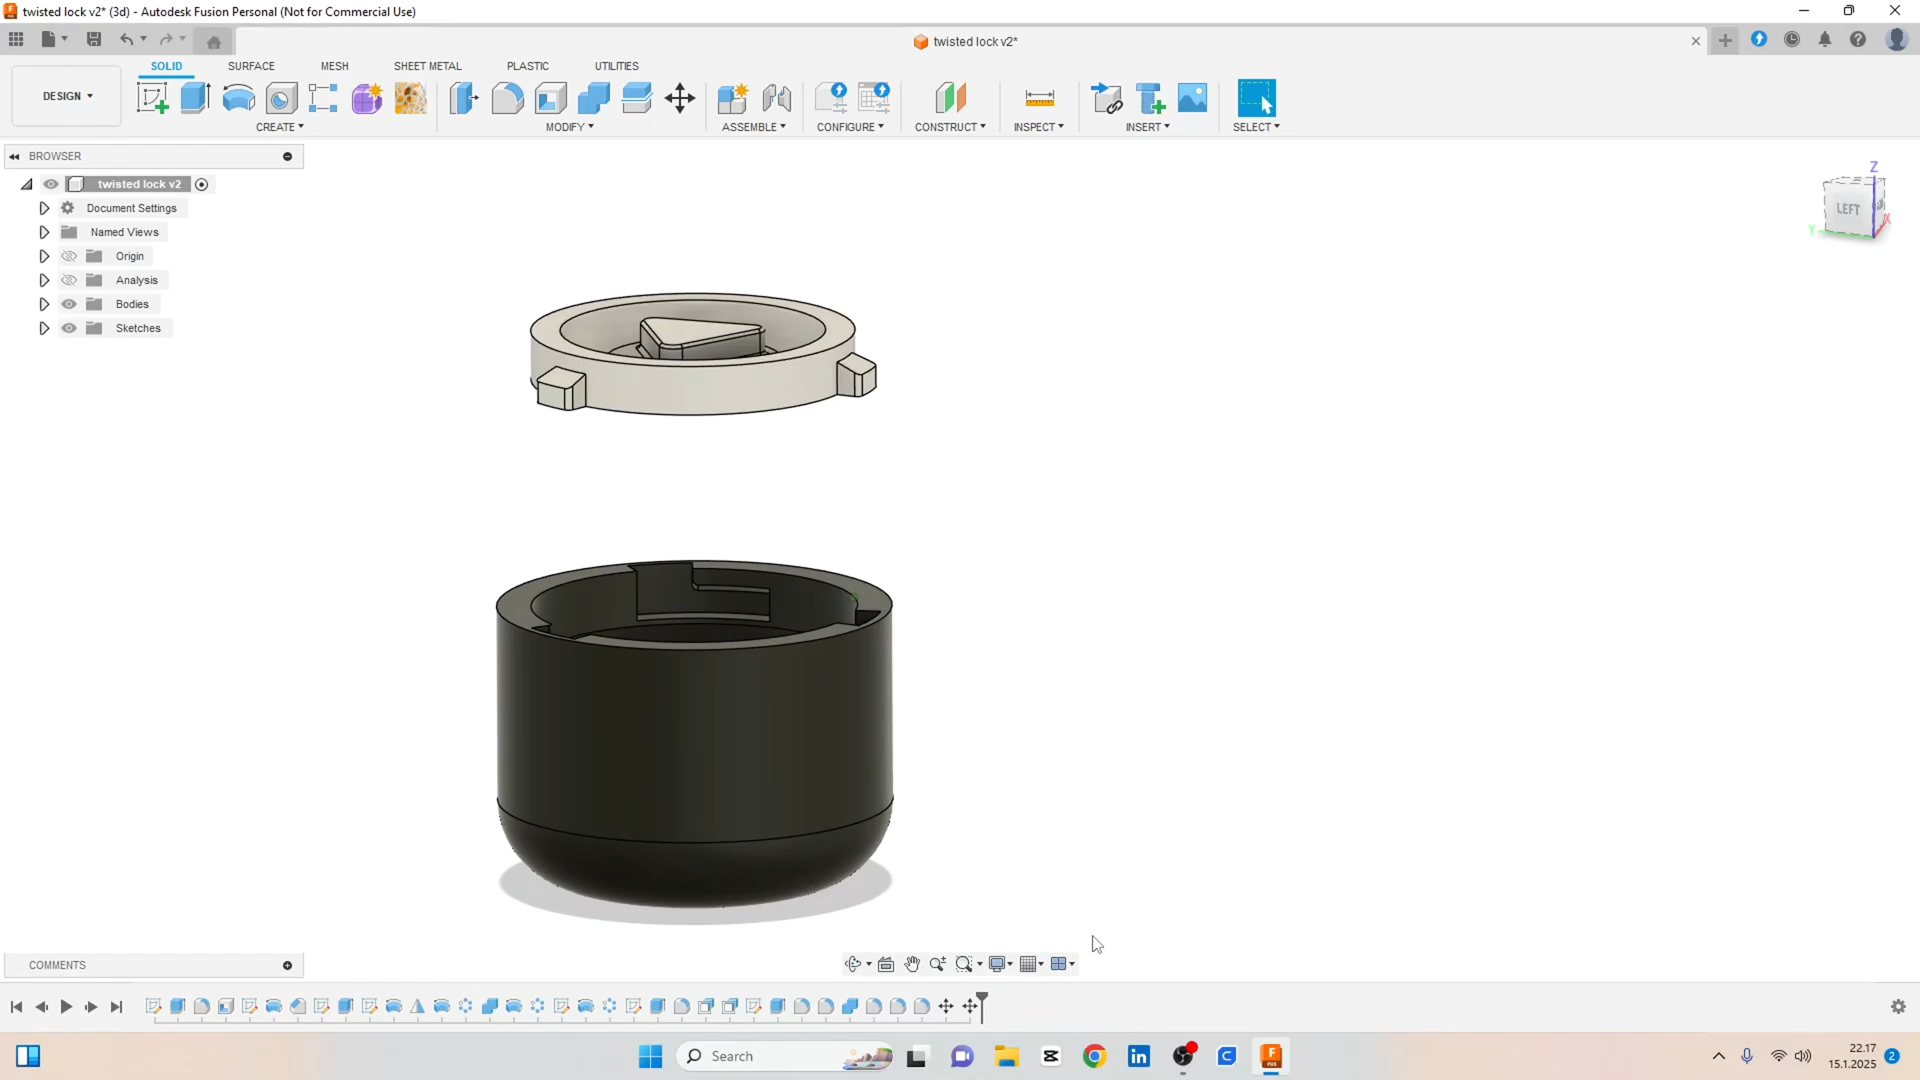 twisted lock v2* (3d) - Autodesk Fusion Personal (Not for Commercial Use)
twisted lock v2*
DESIGN
SOLID SURFACE MESH SHEET METAL PLASTIC UTILITIES
CREATE MODIFY ASSEMBLE CONFIGURE CONSTRUCT INSPECT INSERT SELECT
BROWSER
twisted lock v2
Document Settings
Named Views
Origin
Analysis
Bodies
Sketches
Z
LEFT
Y
X
COMMENTS
Search
22.17
15.1.2025
2